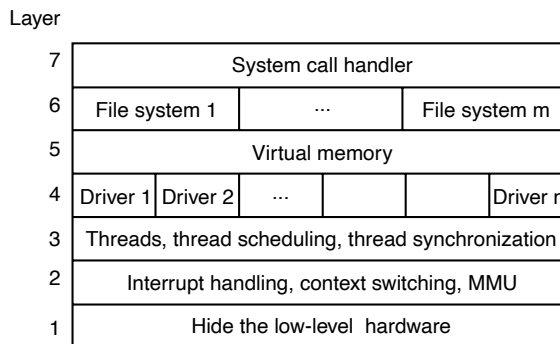 Layer
7 System call handler
6 File system 1 ... File system m
5 Virtual memory
4 Driver 1 Driver 2 ... Driver n
3 Threads, thread scheduling, thread synchronization
2 Interrupt handling, context switching, MMU
1 Hide the low-level hardware